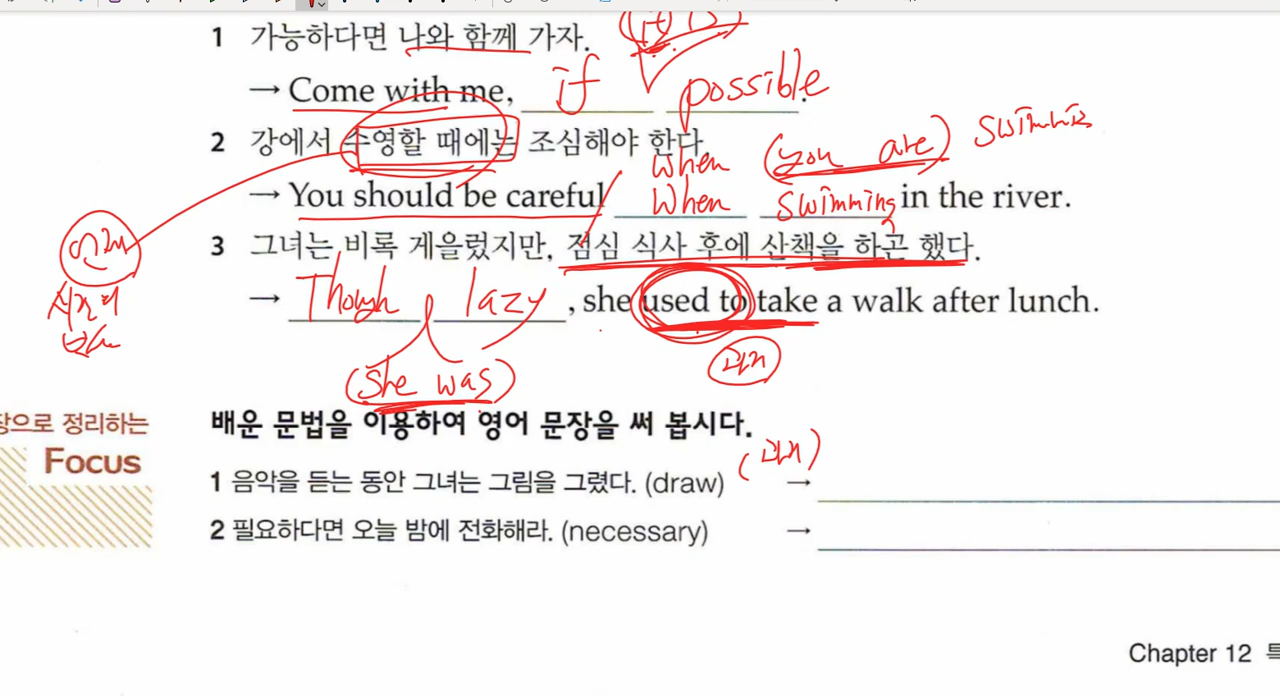 (it is)
1 가능하다면 나와 함께 가자.
→ Come with me, if possible.
2 강에서 수영할 때에는 조심해야 한다.
when (you are) swimming
→ You should be careful when swimming in the river.
언제
3 그녀는 비록 게을렀지만, 점심 식사 후에 산책을 하곤 했다.
→ Though lazy, she used to take a walk after lunch.
(she was)
과거
장으로 정리하는
Focus
배운 문법을 이용하여 영어 문장을 써 봅시다.
(과거)
1 음악을 듣는 동안 그녀는 그림을 그렸다. (draw) →
2 필요하다면 오늘 밤에 전화해라. (necessary) →
Chapter 12